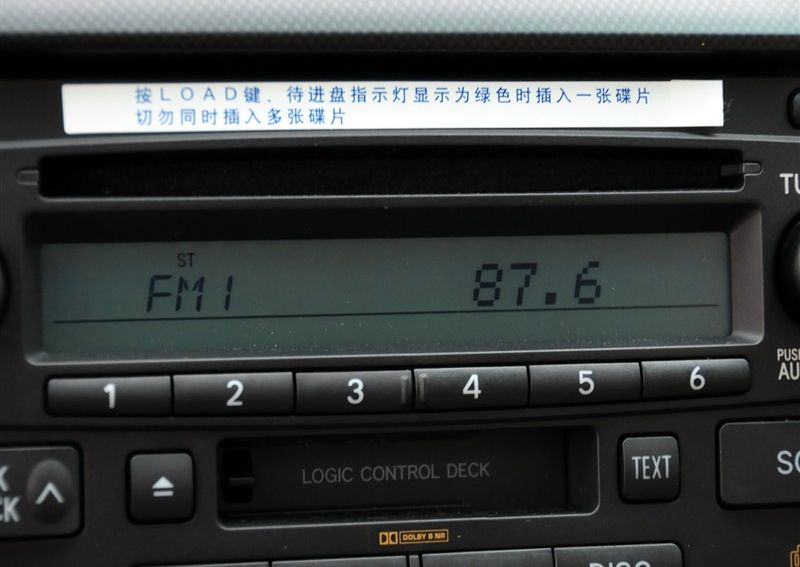 按LOAD键、待进盘指示灯显示为绿色时插入一张碟片
切勿同时插入多张碟片
ST
FM1 87.6
1 2 3 4 5 6
LOGIC CONTROL DECK
TEXT
DOLBY B NR